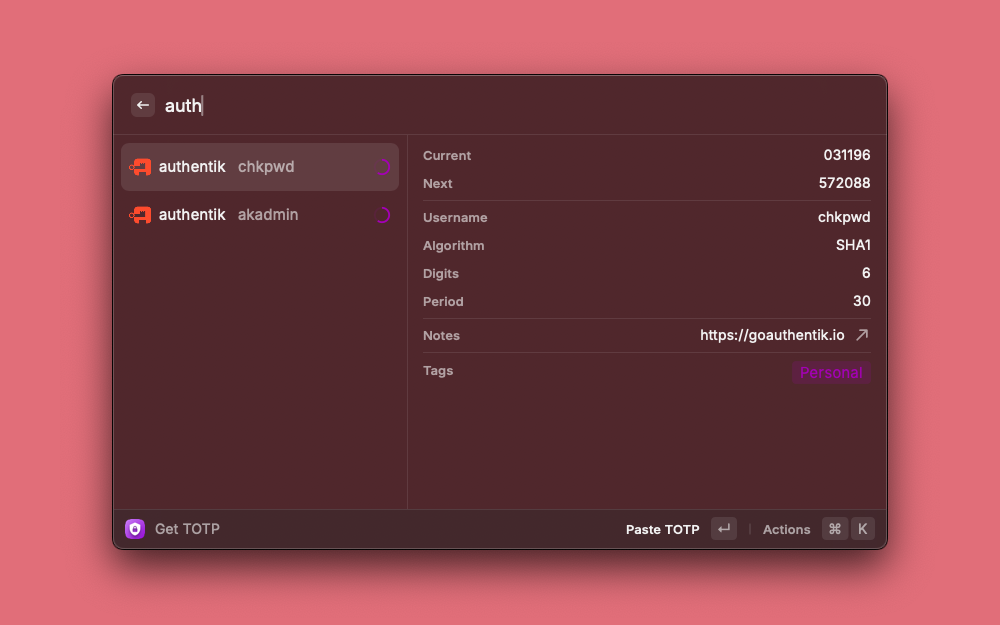 auth
authentik chkpwd
authentik akadmin
Current 031196
Next 572088
Username chkpwd
Algorithm SHA1
Digits 6
Period 30
Notes https://goauthentik.io
Tags Personal
Get TOTP
Paste TOTP ↵ | Actions ⌘ K